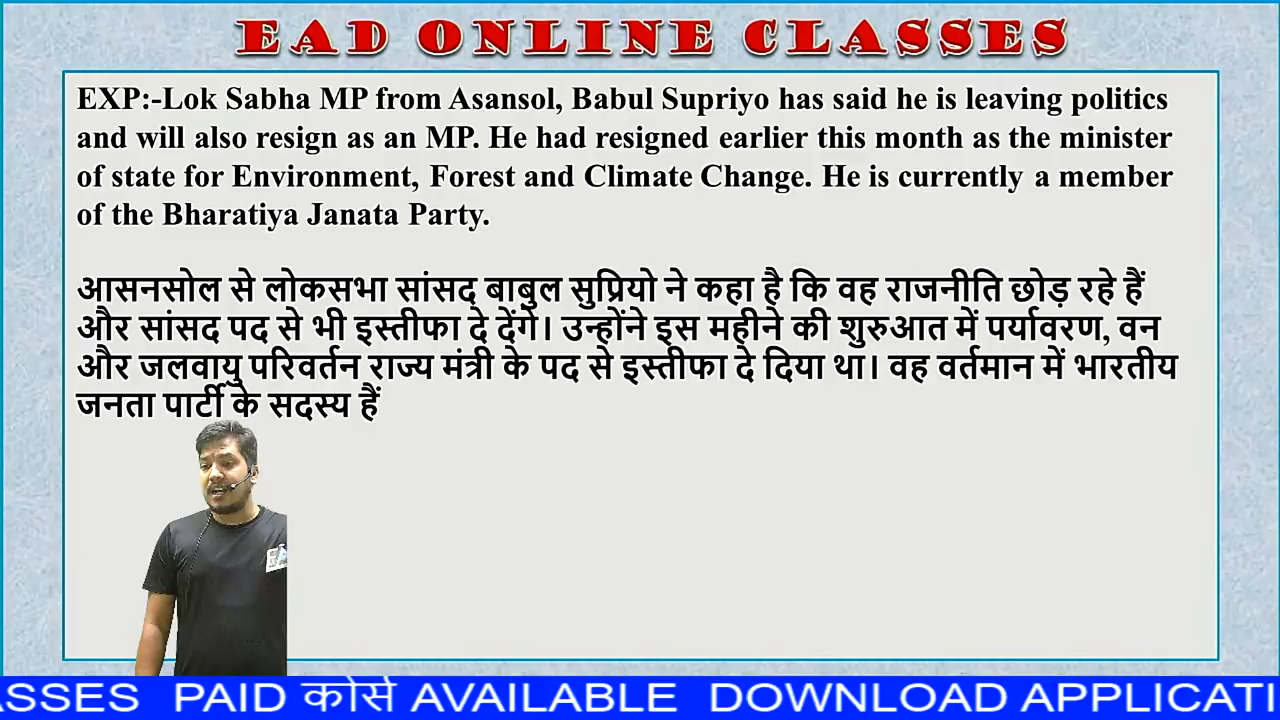 EAD ONLINE CLASSES
EXP:-Lok Sabha MP from Asansol, Babul Supriyo has said he is leaving politics
and will also resign as an MP. He had resigned earlier this month as the minister
of state for Environment, Forest and Climate Change. He is currently a member
of the Bharatiya Janata Party.
आसनसोल से लोकसभा सांसद बाबुल सुप्रियो ने कहा है कि वह राजनीति छोड़ रहे हैं
और सांसद पद से भी इस्तीफा दे देंगे। उन्होंने इस महीने की शुरुआत में पर्यावरण, वन
और जलवायु परिवर्तन राज्य मंत्री के पद से इस्तीफा दे दिया था। वह वर्तमान में भारतीय
जनता पार्टी के सदस्य हैं
ASSES PAID कोर्स AVAILABLE DOWNLOAD APPLICATI